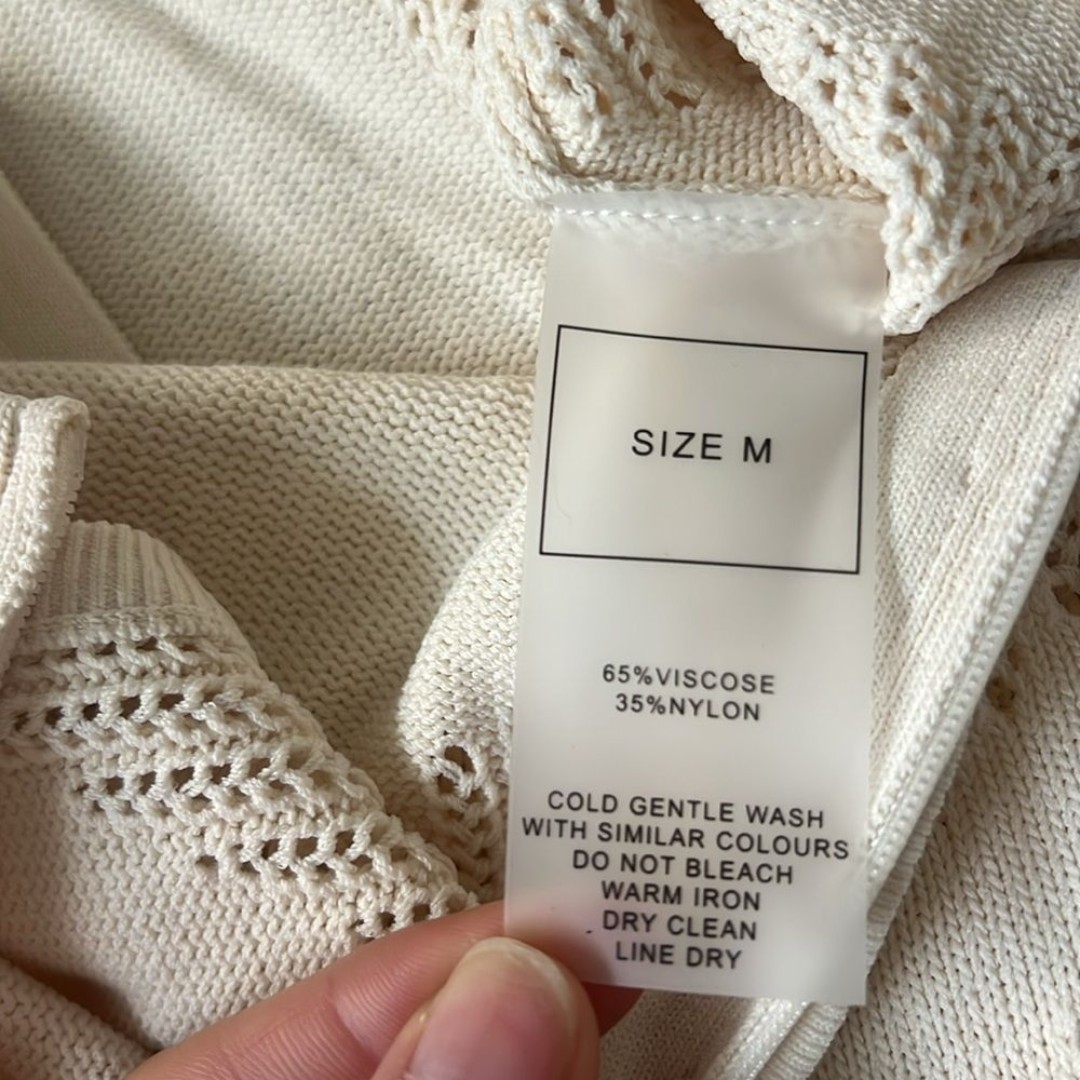 SIZE M
65%VISCOSE
35%NYLON
COLD GENTLE WASH
WITH SIMILAR COLOURS
DO NOT BLEACH
WARM IRON
DRY CLEAN
LINE DRY